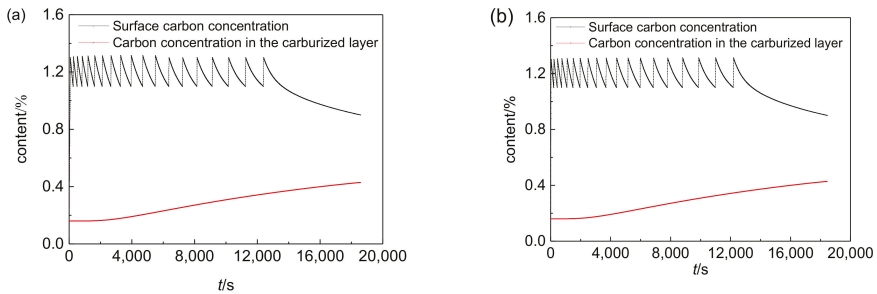 (a)
1.6
Surface carbon concentration
Carbon concentration in the carburized layer
1.2
0.8
0.4
0.0
content/%
0
4,000
8,000
12,000
16,000
20,000
t/s
(b)
1.6
Surface carbon concentration
Carbon concentration in the carburized layer
1.2
0.8
0.4
0.0
content/%
0
4,000
8,000
12,000
16,000
20,000
t/s